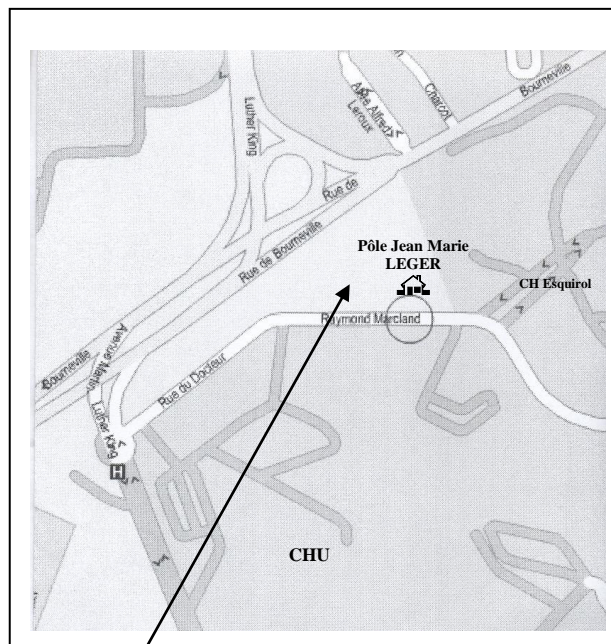 Luther King
Allée Alfred
Leroux
Charcot
Bourneville
Rue de
Rue de Bourneville
Pôle Jean Marie
LEGER
CH Esquirol
Raymond Marcland
Bourneville
Avenue Martin
Luther King
Rue du Docteur
H
CHU